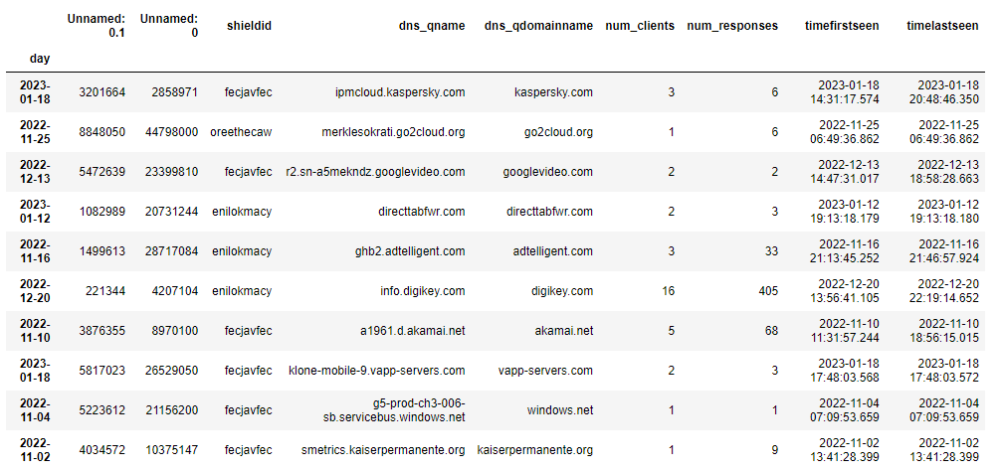 Unnamed: 0.1 Unnamed: 0 shieldid dns_qname dns_qdomainname num_clients num_responses timefirstseen timelastseen
day
2023-01-18 3201664 2858971 fecjavfec ipmcloud.kaspersky.com kaspersky.com 3 6 2023-01-18 14:31:17.574 2023-01-18 20:48:46.350
2022-11-25 8848050 44798000 oreethecaw merklesokrati.go2cloud.org go2cloud.org 1 6 2022-11-25 06:49:36.862 2022-11-25 06:49:36.862
2022-12-13 5472639 23399810 fecjavfec r2.sn-a5mekndz.googlevideo.com googlevideo.com 2 2 2022-12-13 14:47:31.017 2022-12-13 18:58:28.663
2023-01-12 1082989 20731244 enilokmacy directtabfwr.com directtabfwr.com 2 3 2023-01-12 19:13:18.179 2023-01-12 19:13:18.180
2022-11-16 1499613 28717084 enilokmacy ghb2.adtelligent.com adtelligent.com 3 33 2022-11-16 21:13:45.252 2022-11-16 21:46:57.924
2022-12-20 221344 4207104 enilokmacy info.digikey.com digikey.com 16 405 2022-12-20 13:56:41.105 2022-12-20 22:19:14.652
2022-11-10 3876355 8970100 fecjavfec a1961.d.akamai.net akamai.net 5 68 2022-11-10 11:31:57.244 2022-11-10 18:56:15.015
2023-01-18 5817023 26529050 fecjavfec klone-mobile-9.vapp-servers.com vapp-servers.com 2 3 2023-01-18 17:48:03.568 2023-01-18 17:48:03.572
2022-11-04 5223612 21156200 fecjavfec g5-prod-ch3-006-sb.servicebus.windows.net windows.net 1 1 2022-11-04 07:09:53.659 2022-11-04 07:09:53.659
2022-11-02 4034572 10375147 fecjavfec smetrics.kaiserpermanente.org kaiserpermanente.org 1 9 2022-11-02 13:41:28.399 2022-11-02 13:41:28.399